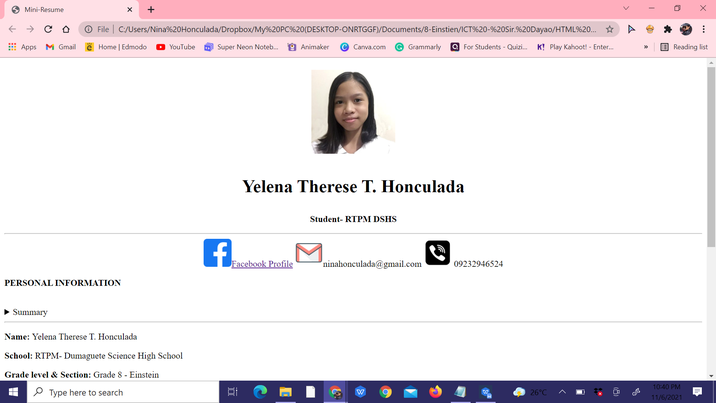 Mini-Resume
File | C:/Users/Nina%20Honculada/Dropbox/My%20PC%20(DESKTOP-ONRTGGF)/Documents/8-Einstien/ICT%20-%20Sir.%20Dayao/HTML%20...
Apps Gmail Home | Edmodo YouTube Super Neon Noteb... Animaker Canva.com Grammarly For Students - Quizi... K! Play Kahoot! - Enter... » Reading list
Yelena Therese T. Honculada
Student- RTPM DSHS
Facebook Profile ninahonculada@gmail.com 09232946524
PERSONAL INFORMATION
Summary
Name: Yelena Therese T. Honculada
School: RTPM- Dumaguete Science High School
Grade level & Section: Grade 8 - Einstein
Type here to search 26°C 10:40 PM
11/6/2021